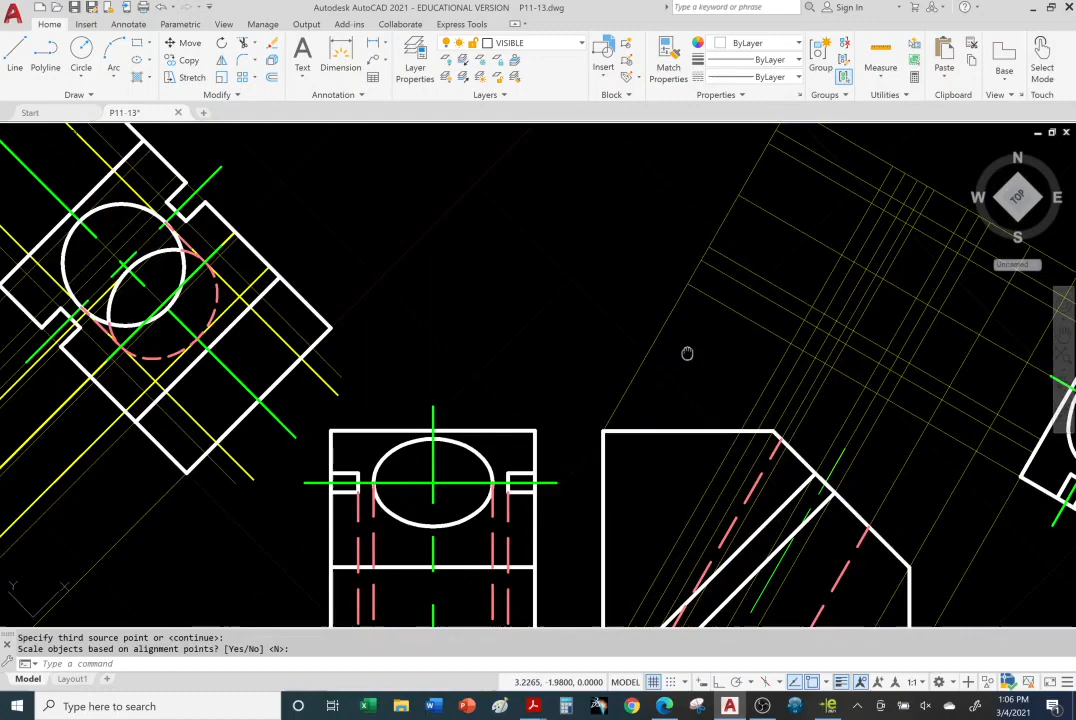 Autodesk AutoCAD 2021 - EDUCATIONAL VERSION P11-13.dwg
Type a keyword or phrase
Sign In
Home Insert Annotate Parametric View Manage Output Add-ins Collaborate Express Tools
Line Polyline Circle Arc
Move
Copy
Stretch
Text Dimension
Layer
Properties
VISIBLE
Insert
Match
Properties
ByLayer
ByLayer
ByLayer
Group
Measure
Paste
Base
Select
Mode
Draw Modify Annotation Layers Block Properties Groups Utilities Clipboard View Touch
Start P11-13*
N
W TOP E
S
Unnamed
Y X
Specify third source point or <continue>:
Scale objects based on alignment points? [Yes/No] <N>:
Type a command
Model Layout1
3.2265, -1.9800, 0.0000 MODEL
1:1
Type here to search
1:06 PM
3/4/2021